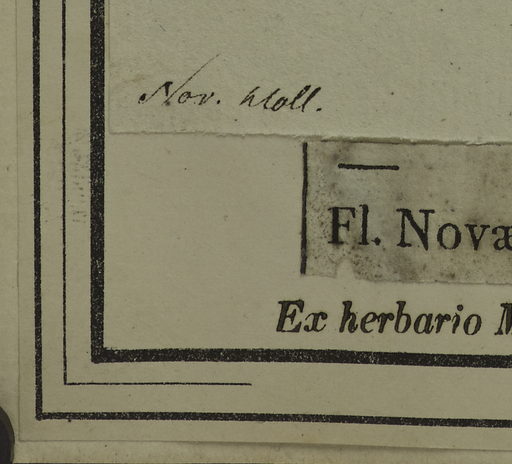 Nov. Holl.
Fl. Novæ
Ex herbario